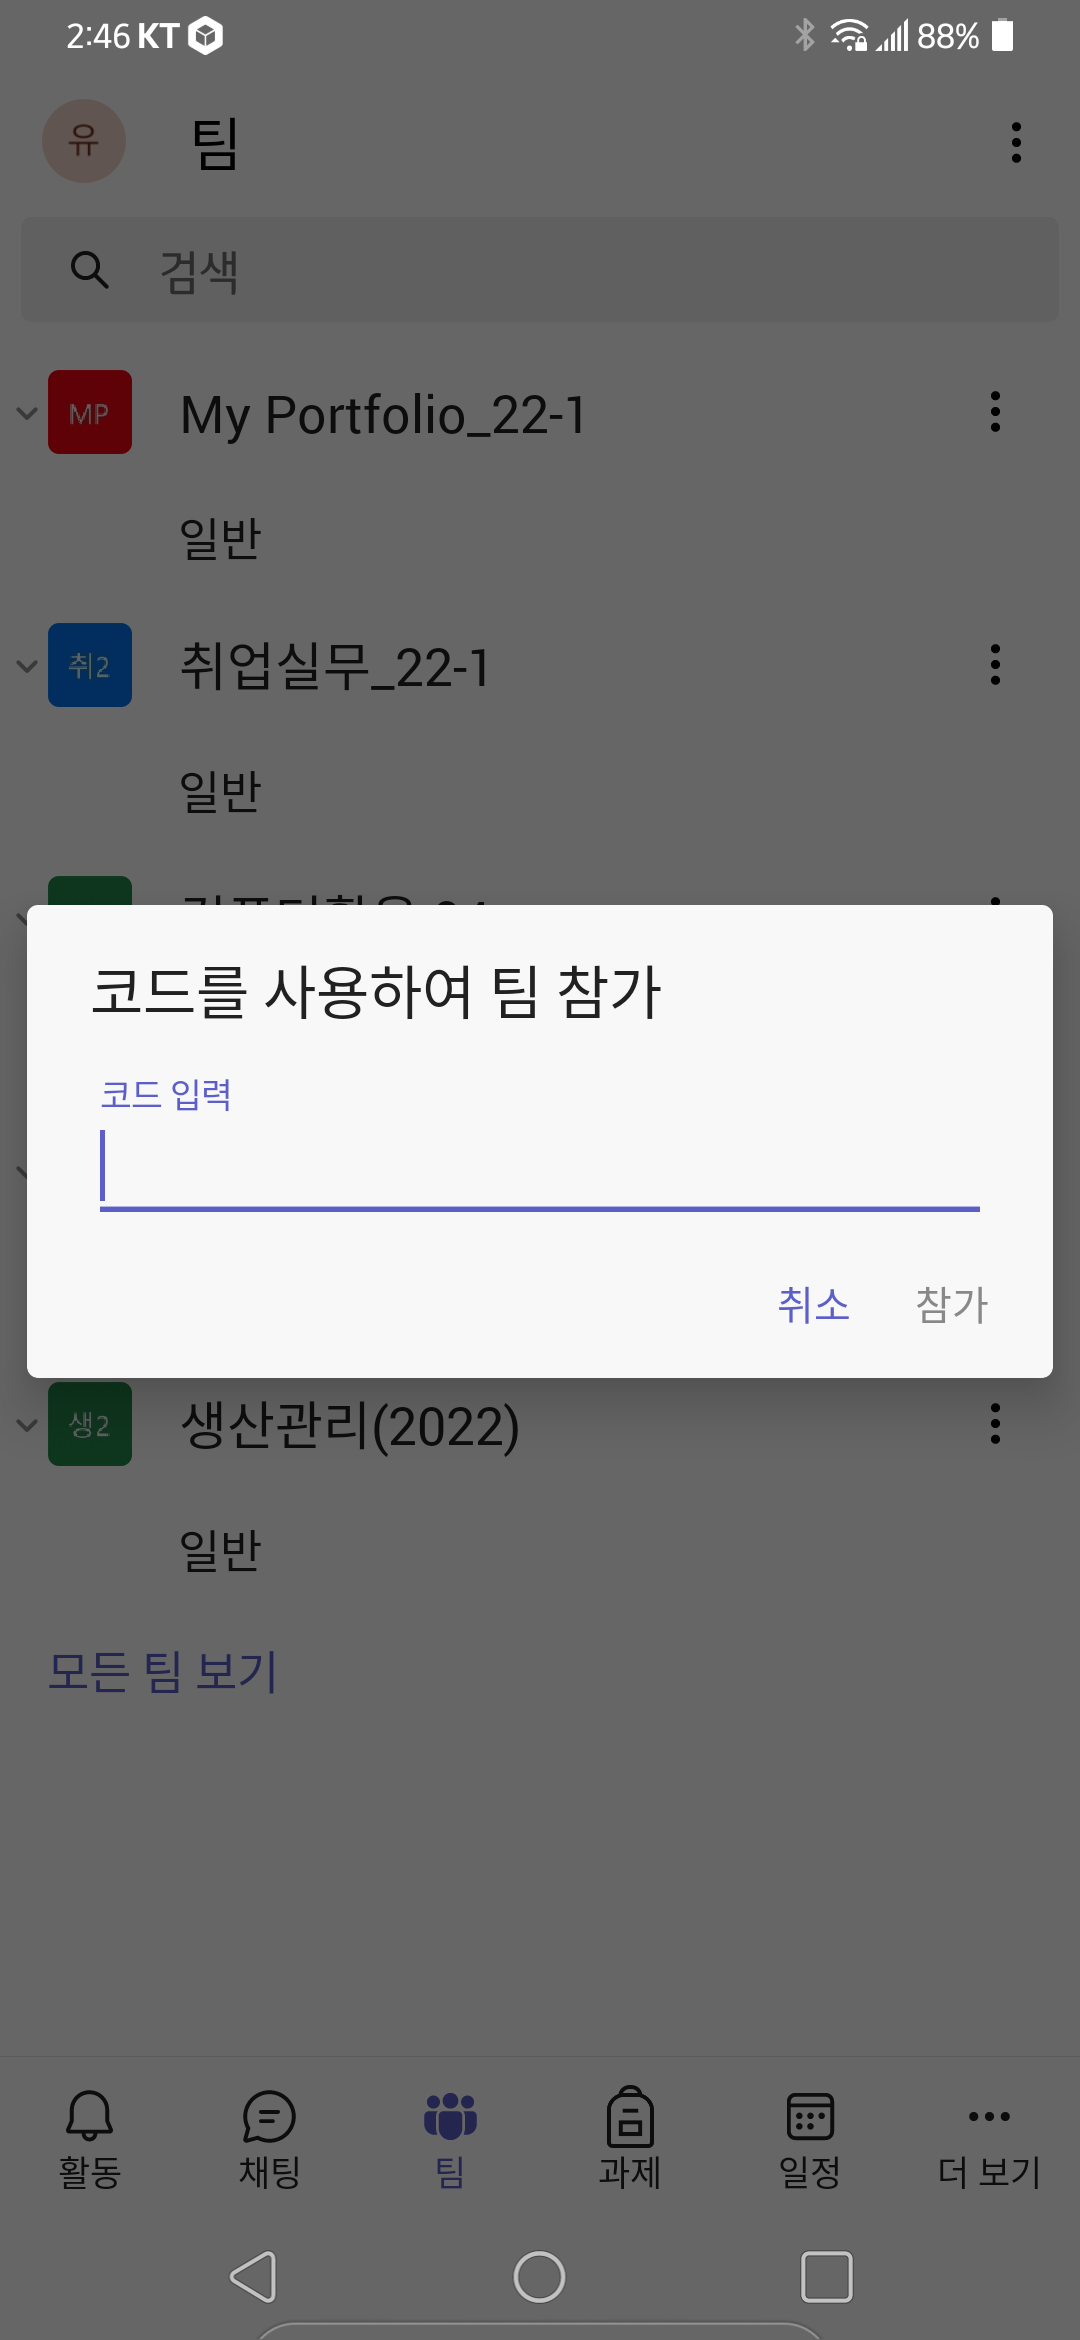 2:46 KT 88%
유 팀
검색
MP My Portfolio_22-1
일반
취2 취업실무_22-1
일반
코드를 사용하여 팀 참가
코드 입력
취소 참가
생2 생산관리(2022)
일반
모든 팀 보기
활동 채팅 팀 과제 일정 더 보기